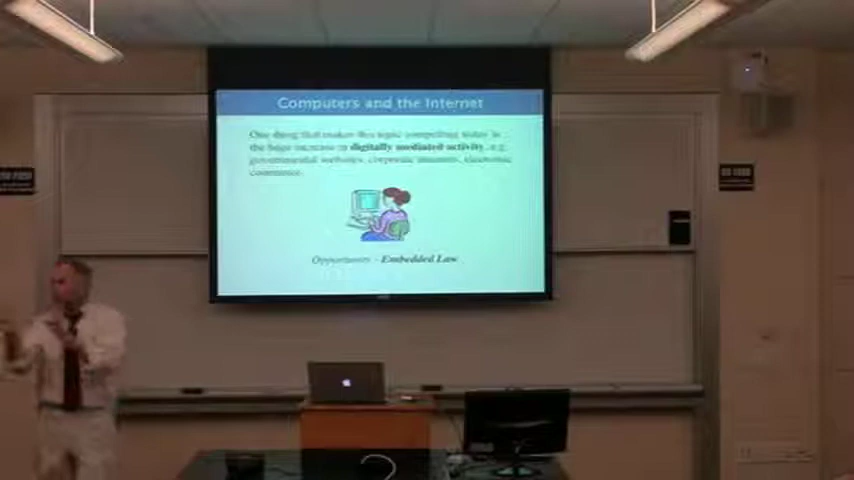 Computers and the Internet
One thing that makes this topic compelling today is
the huge increase in digitally mediated activity, e.g.
governmental websites, corporate intranets, electronic
commerce.
Opportunity - Embedded Law